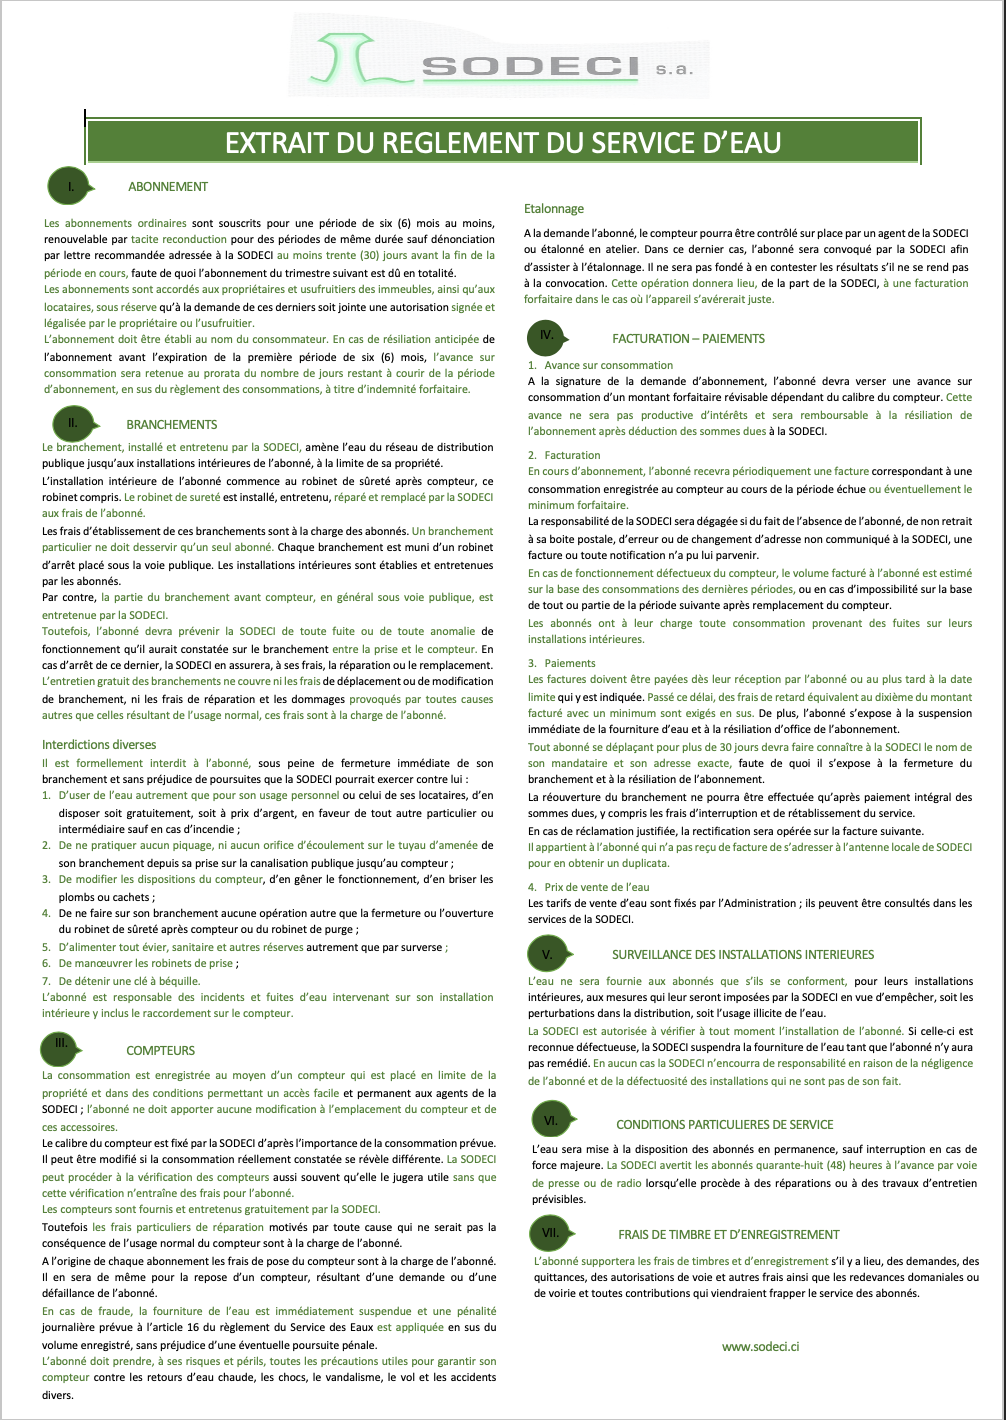 SODECI s.a.
EXTRAIT DU REGLEMENT DU SERVICE D’EAU
I.
ABONNEMENT
Les abonnements ordinaires sont souscrits pour une période de six (6) mois au moins,
renouvelable par tacite reconduction pour des périodes de même durée sauf dénonciation
par lettre recommandée adressée à la SODECI au moins trente (30) jours avant la fin de la
période en cours, faute de quoi l’abonnement du trimestre suivant est dû en totalité.
Les abonnements sont accordés aux propriétaires et usufruitiers des immeubles, ainsi qu’aux
locataires, sous réserve qu’à la demande de ces derniers soit jointe une autorisation signée et
légalisée par le propriétaire ou l’usufruitier.
L’abonnement doit être établi au nom du consommateur. En cas de résiliation anticipée de
l’abonnement avant l’expiration de la première période de six (6) mois, l’avance sur
consommation sera retenue au prorata du nombre de jours restant à courir de la période
d’abonnement, en sus du règlement des consommations, à titre d’indemnité forfaitaire.
II.
BRANCHEMENTS
Le branchement, installé et entretenu par la SODECI, amène l’eau du réseau de distribution
publique jusqu’aux installations intérieures de l’abonné, à la limite de sa propriété.
L’installation intérieure de l’abonné commence au robinet de sûreté après compteur, ce
robinet compris. Le robinet de sureté est installé, entretenu, réparé et remplacé par la SODECI
aux frais de l’abonné.
Les frais d’établissement de ces branchements sont à la charge des abonnés. Un branchement
particulier ne doit desservir qu’un seul abonné. Chaque branchement est muni d’un robinet
d’arrêt placé sous la voie publique. Les installations intérieures sont établies et entretenues
par les abonnés.
Par contre, la partie du branchement avant compteur, en général sous voie publique, est
entretenue par la SODECI.
Toutefois, l’abonné devra prévenir la SODECI de toute fuite ou de toute anomalie de
fonctionnement qu’il aurait constatée sur le branchement entre la prise et le compteur. En
cas d’arrêt de ce dernier, la SODECI en assurera, à ses frais, la réparation ou le remplacement.
L’entretien gratuit des branchements ne couvre ni les frais de déplacement ou de modification
de branchement, ni les frais de réparation et les dommages provoqués par toutes causes
autres que celles résultant de l’usage normal, ces frais sont à la charge de l’abonné.
Interdictions diverses
Il est formellement interdit à l’abonné, sous peine de fermeture immédiate de son
branchement et sans préjudice de poursuites que la SODECI pourrait exercer contre lui :
1. D’user de l’eau autrement que pour son usage personnel ou celui de ses locataires, d’en
disposer soit gratuitement, soit à prix d’argent, en faveur de tout autre particulier ou
intermédiaire sauf en cas d’incendie ;
2. De ne pratiquer aucun piquage, ni aucun orifice d’écoulement sur le tuyau d’amenée de
son branchement depuis sa prise sur la canalisation publique jusqu’au compteur ;
3. De modifier les dispositions du compteur, d’en gêner le fonctionnement, d’en briser les
plombs ou cachets ;
4. De ne faire sur son branchement aucune opération autre que la fermeture ou l’ouverture
du robinet de sûreté après compteur ou du robinet de purge ;
5. D’alimenter tout évier, sanitaire et autres réserves autrement que par surverse ;
6. De manœuvrer les robinets de prise ;
7. De détenir une clé à béquille.
L’abonné est responsable des incidents et fuites d’eau intervenant sur son installation
intérieure y inclus le raccordement sur le compteur.
III.
COMPTEURS
La consommation est enregistrée au moyen d’un compteur qui est placé en limite de la
propriété et dans des conditions permettant un accès facile et permanent aux agents de la
SODECI ; l’abonné ne doit apporter aucune modification à l’emplacement du compteur et de
ces accessoires.
Le calibre du compteur est fixé par la SODECI d’après l’importance de la consommation prévue.
Il peut être modifié si la consommation réellement constatée se révèle différente. La SODECI
peut procéder à la vérification des compteurs aussi souvent qu’elle le jugera utile sans que
cette vérification n’entraîne des frais pour l’abonné.
Les compteurs sont fournis et entretenus gratuitement par la SODECI.
Toutefois les frais particuliers de réparation motivés par toute cause qui ne serait pas la
conséquence de l’usage normal du compteur sont à la charge de l’abonné.
A l’origine de chaque abonnement les frais de pose du compteur sont à la charge de l’abonné.
Il en sera de même pour la repose d’un compteur, résultant d’une demande ou d’une
défaillance de l’abonné.
En cas de fraude, la fourniture de l’eau est immédiatement suspendue et une pénalité
journalière prévue à l’article 16 du règlement du Service des Eaux est appliquée en sus du
volume enregistré, sans préjudice d’une éventuelle poursuite pénale.
L’abonné doit prendre, à ses risques et périls, toutes les précautions utiles pour garantir son
compteur contre les retours d’eau chaude, les chocs, le vandalisme, le vol et les accidents
divers.
Etalonnage
A la demande l’abonné, le compteur pourra être contrôlé sur place par un agent de la SODECI
ou étalonné en atelier. Dans ce dernier cas, l’abonné sera convoqué par la SODECI afin
d’assister à l’étalonnage. Il ne sera pas fondé à en contester les résultats s’il ne se rend pas
à la convocation. Cette opération donnera lieu, de la part de la SODECI, à une facturation
forfaitaire dans le cas où l’appareil s’avérerait juste.
IV.
FACTURATION – PAIEMENTS
1. Avance sur consommation
A la signature de la demande d’abonnement, l’abonné devra verser une avance sur
consommation d’un montant forfaitaire révisable dépendant du calibre du compteur. Cette
avance ne sera pas productive d’intérêts et sera remboursable à la résiliation de
l’abonnement après déduction des sommes dues à la SODECI.
2. Facturation
En cours d’abonnement, l’abonné recevra périodiquement une facture correspondant à une
consommation enregistrée au compteur au cours de la période échue ou éventuellement le
minimum forfaitaire.
La responsabilité de la SODECI sera dégagée si du fait de l’absence de l’abonné, de non retrait
à sa boite postale, d’erreur ou de changement d’adresse non communiqué à la SODECI, une
facture ou toute notification n’a pu lui parvenir.
En cas de fonctionnement défectueux du compteur, le volume facturé à l’abonné est estimé
sur la base des consommations des dernières périodes, ou en cas d’impossibilité sur la base
de tout ou partie de la période suivante après remplacement du compteur.
Les abonnés ont à leur charge toute consommation provenant des fuites sur leurs
installations intérieures.
3. Paiements
Les factures doivent être payées dès leur réception par l’abonné ou au plus tard à la date
limite qui y est indiquée. Passé ce délai, des frais de retard équivalent au dixième du montant
facturé avec un minimum sont exigés en sus. De plus, l’abonné s’expose à la suspension
immédiate de la fourniture d’eau et à la résiliation d’office de l’abonnement.
Tout abonné se déplaçant pour plus de 30 jours devra faire connaître à la SODECI le nom de
son mandataire et son adresse exacte, faute de quoi il s’expose à la fermeture du
branchement et à la résiliation de l’abonnement.
La réouverture du branchement ne pourra être effectuée qu’après paiement intégral des
sommes dues, y compris les frais d’interruption et de rétablissement du service.
En cas de réclamation justifiée, la rectification sera opérée sur la facture suivante.
Il appartient à l’abonné qui n’a pas reçu de facture de s’adresser à l’antenne locale de SODECI
pour en obtenir un duplicata.
4. Prix de vente de l’eau
Les tarifs de vente d’eau sont fixés par l’Administration ; ils peuvent être consultés dans les
services de la SODECI.
V.
SURVEILLANCE DES INSTALLATIONS INTERIEURES
L’eau ne sera fournie aux abonnés que s’ils se conforment, pour leurs installations
intérieures, aux mesures qui leur seront imposées par la SODECI en vue d’empêcher, soit les
perturbations dans la distribution, soit l’usage illicite de l’eau.
La SODECI est autorisée à vérifier à tout moment l’installation de l’abonné. Si celle-ci est
reconnue défectueuse, la SODECI suspendra la fourniture de l’eau tant que l’abonné n’y aura
pas remédié. En aucun cas la SODECI n’encourra de responsabilité en raison de la négligence
de l’abonné et de la défectuosité des installations qui ne sont pas de son fait.
VI.
CONDITIONS PARTICULIERES DE SERVICE
L’eau sera mise à la disposition des abonnés en permanence, sauf interruption en cas de
force majeure. La SODECI avertit les abonnés quarante-huit (48) heures à l’avance par voie
de presse ou de radio lorsqu’elle procède à des réparations ou à des travaux d’entretien
prévisibles.
VII.
FRAIS DE TIMBRE ET D’ENREGISTREMENT
L’abonné supportera les frais de timbres et d’enregistrement s’il y a lieu, des demandes, des
quittances, des autorisations de voie et autres frais ainsi que les redevances domaniales ou
de voirie et toutes contributions qui viendraient frapper le service des abonnés.
www.sodeci.ci